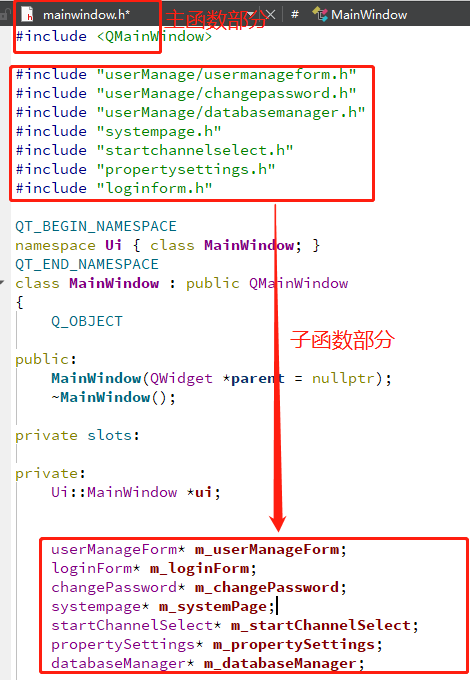 mainwindow.h* 主函数部分 # MainWindow
#include <QMainWindow>
#include "userManage/usermanageform.h"
#include "userManage/changepassword.h"
#include "userManage/databasemanager.h"
#include "systempage.h"
#include "startchannelselect.h"
#include "propertysettings.h"
#include "loginform.h"
QT_BEGIN_NAMESPACE
namespace Ui { class MainWindow; }
QT_END_NAMESPACE
class MainWindow : public QMainWindow
{
Q_OBJECT
子函数部分
public:
MainWindow(QWidget *parent = nullptr);
~MainWindow();
private slots:
private:
Ui::MainWindow *ui;
userManageForm* m_userManageForm;
loginForm* m_loginForm;
changePassword* m_changePassword;
systempage* m_systemPage;
startChannelSelect* m_startChannelSelect;
propertySettings* m_propertySettings;
databaseManager* m_databaseManager;